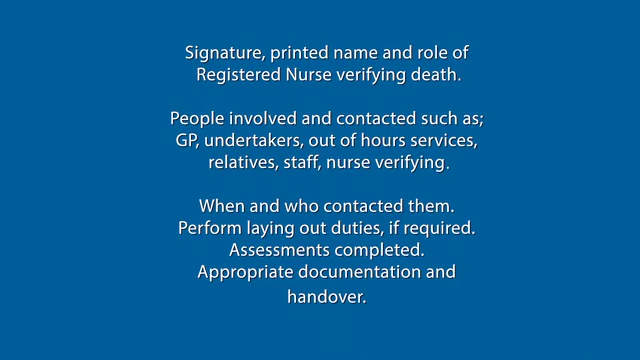 Signature, printed name and role of
Registered Nurse verifying death.
People involved and contacted such as;
GP, undertakers, out of hours services,
relatives, staff, nurse verifying.
When and who contacted them.
Perform laying out duties, if required.
Assessments completed.
Appropriate documentation and
handover.